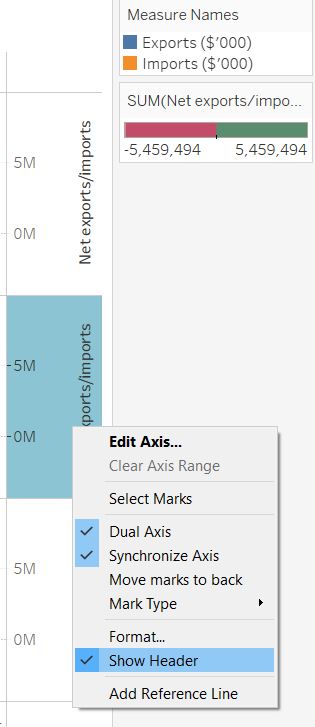 Measure Names
Exports ($'000)
Imports ($'000)
SUM(Net exports/impo...
-5,459,494 5,459,494
Net exports/imports
5M
0M
xports/imports
5M
0M
Edit Axis...
Clear Axis Range
Select Marks
Dual Axis
Synchronize Axis
Move marks to back
Mark Type
Format...
Show Header
Add Reference Line
5M
0M